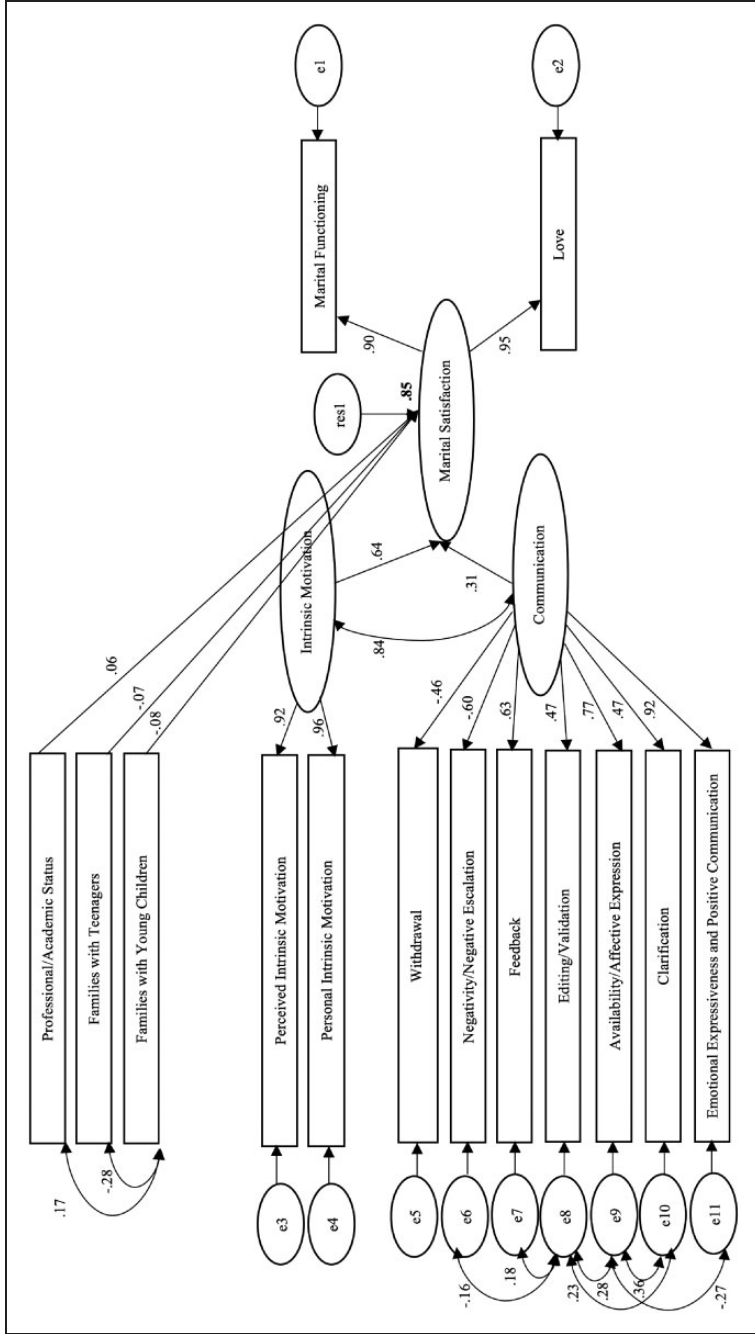 Professional/Academic Status
Families with Teenagers
Families with Young Children
.17
-.28
.06
-.07
-.08
Perceived Intrinsic Motivation
Personal Intrinsic Motivation
e3
e4
.92
.96
Intrinsic Motivation
.84
.64
res1
.85
Marital Satisfaction
.90
Marital Functioning
e1
.95
Love
e2
.31
Communication
-.46
-.60
.63
.47
.77
.47
.92
Withdrawal
Negativity/Negative Escalation
Feedback
Editing/Validation
Availability/Affective Expression
Clarification
Emotional Expressiveness and Positive Communication
e5
e6
e7
e8
e9
e10
e11
-.16
.18
.23
.28
.36
-.27